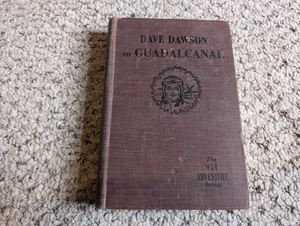 DAVE DAWSON
on GUADALCANAL
The
WAR
ADVENTURE
Series